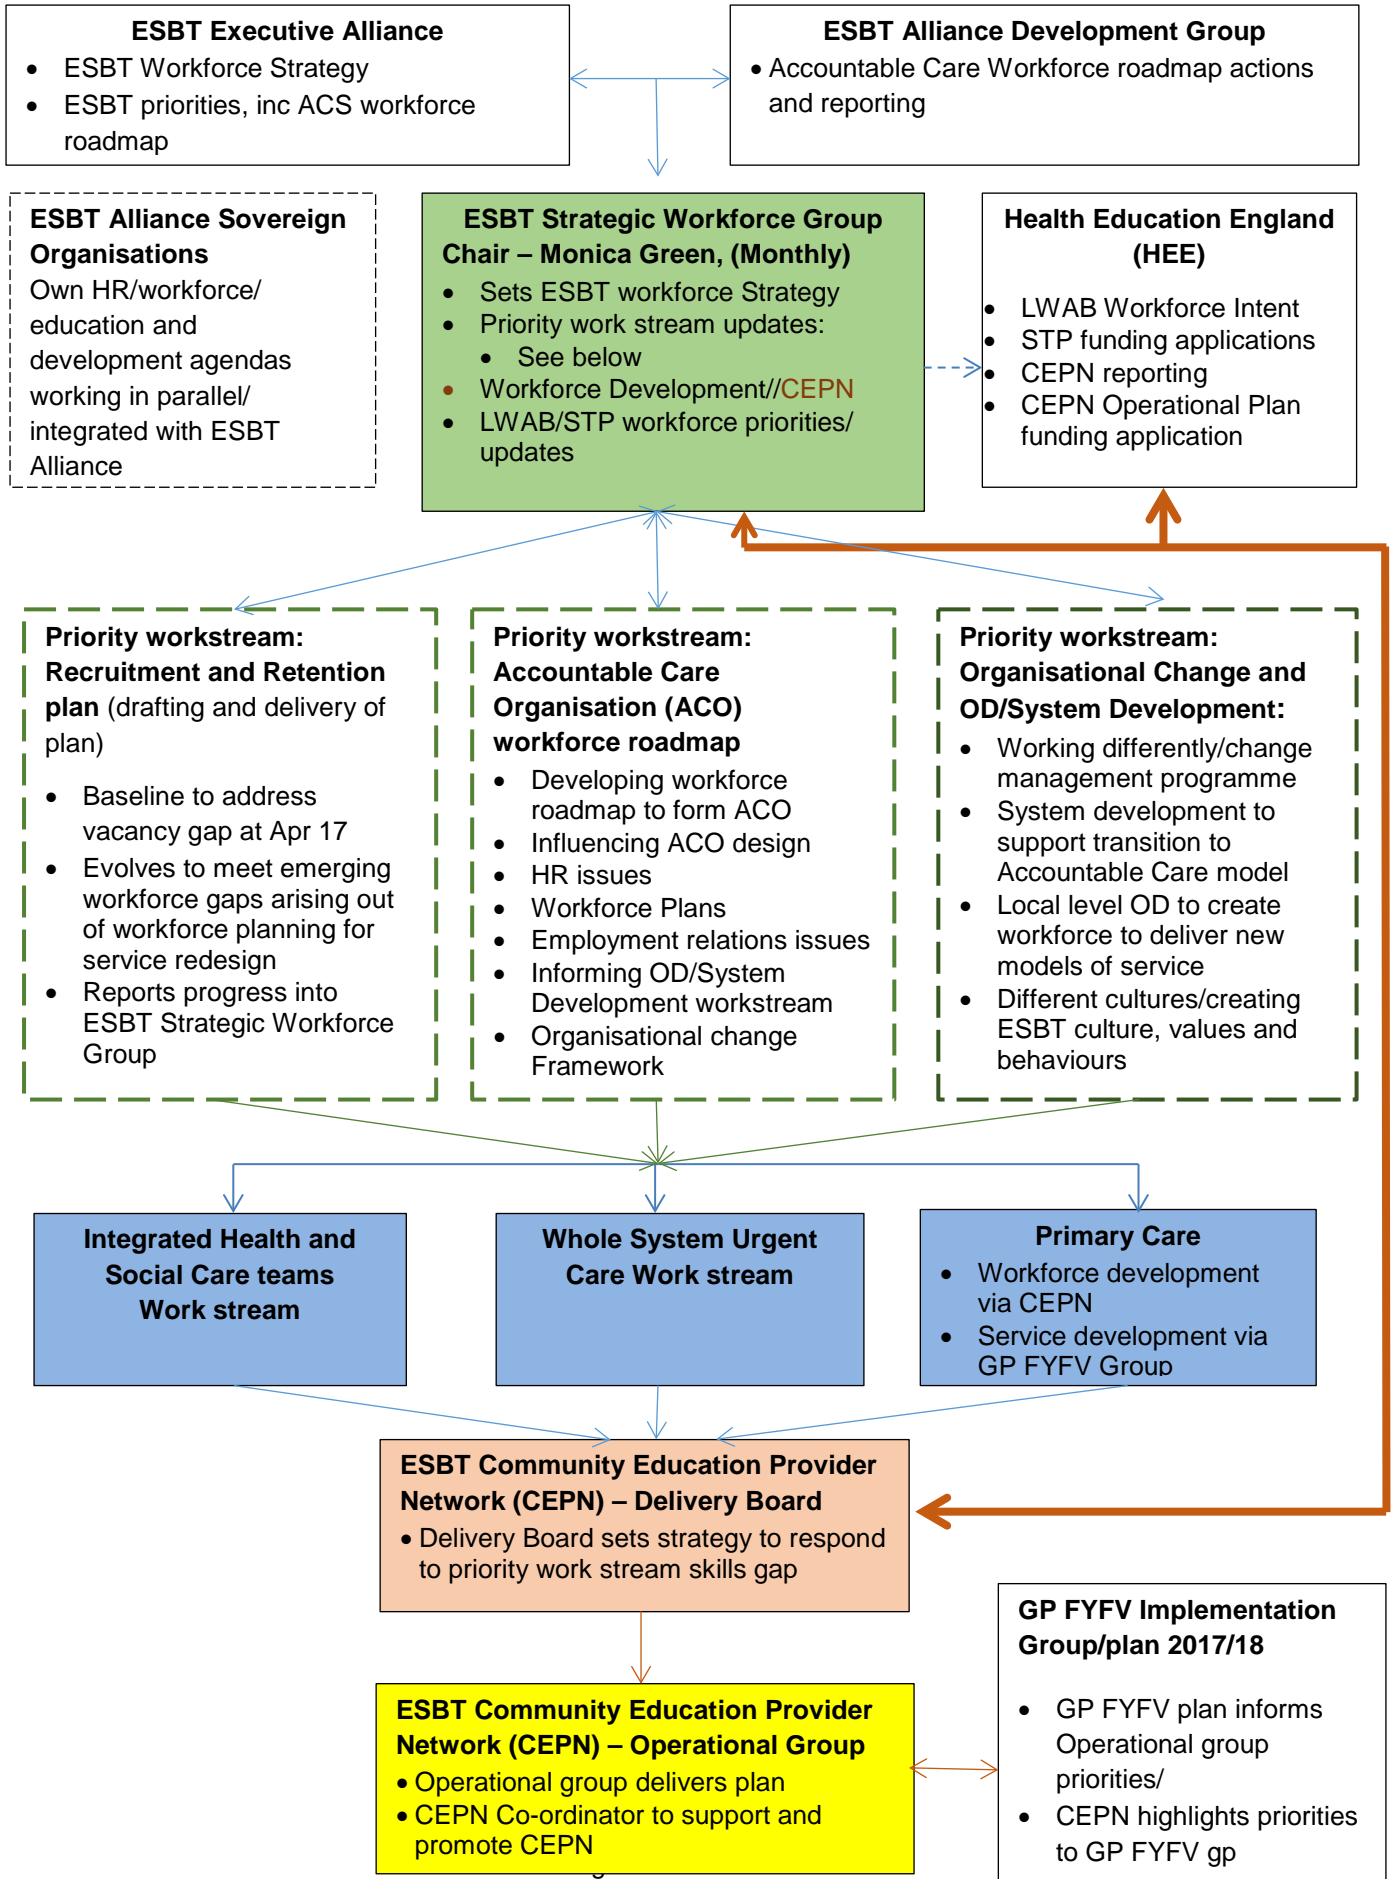 ESBT Executive Alliance
• ESBT Workforce Strategy
• ESBT priorities, inc ACS workforce
roadmap
ESBT Alliance Development Group
• Accountable Care Workforce roadmap actions
and reporting
ESBT Alliance Sovereign
Organisations
Own HR/workforce/
education and
development agendas
working in parallel/
integrated with ESBT
Alliance
ESBT Strategic Workforce Group
Chair – Monica Green, (Monthly)
• Sets ESBT workforce Strategy
• Priority work stream updates:
• See below
• Workforce Development//CEPN
• LWAB/STP workforce priorities/
updates
Health Education England
(HEE)
• LWAB Workforce Intent
• STP funding applications
• CEPN reporting
• CEPN Operational Plan
funding application
Priority workstream:
Recruitment and Retention
plan (drafting and delivery of
plan)
• Baseline to address
vacancy gap at Apr 17
• Evolves to meet emerging
workforce gaps arising out
of workforce planning for
service redesign
• Reports progress into
ESBT Strategic Workforce
Group
Priority workstream:
Accountable Care
Organisation (ACO)
workforce roadmap
• Developing workforce
roadmap to form ACO
• Influencing ACO design
• HR issues
• Workforce Plans
• Employment relations issues
• Informing OD/System
Development workstream
• Organisational change
Framework
Priority workstream:
Organisational Change and
OD/System Development:
• Working differently/change
management programme
• System development to
support transition to
Accountable Care model
• Local level OD to create
workforce to deliver new
models of service
• Different cultures/creating
ESBT culture, values and
behaviours
Integrated Health and
Social Care teams
Work stream
Whole System Urgent
Care Work stream
Primary Care
• Workforce development
via CEPN
• Service development via
GP FYFV Group
ESBT Community Education Provider
Network (CEPN) – Delivery Board
• Delivery Board sets strategy to respond
to priority work stream skills gap
ESBT Community Education Provider
Network (CEPN) – Operational Group
• Operational group delivers plan
• CEPN Co-ordinator to support and
promote CEPN
GP FYFV Implementation
Group/plan 2017/18
• GP FYFV plan informs
Operational group
priorities/
• CEPN highlights priorities
to GP FYFV gp